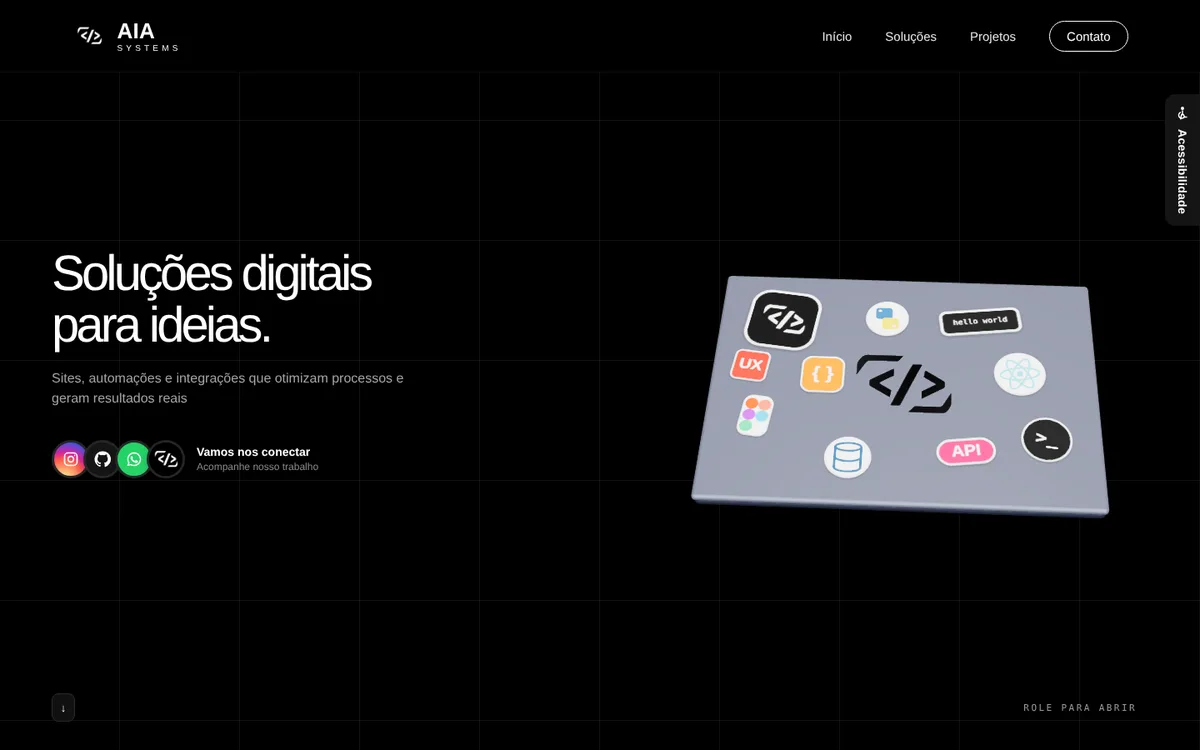 AIA
SYSTEMS
Início
Soluções
Projetos
Contato
Acessibilidade
Soluções digitais
para ideias.
Sites, automações e integrações que otimizam processos e
geram resultados reais
Vamos nos conectar
Acompanhe nosso trabalho
hello world
UX
{ }
</>
API
>_
↓
ROLE PARA ABRIR